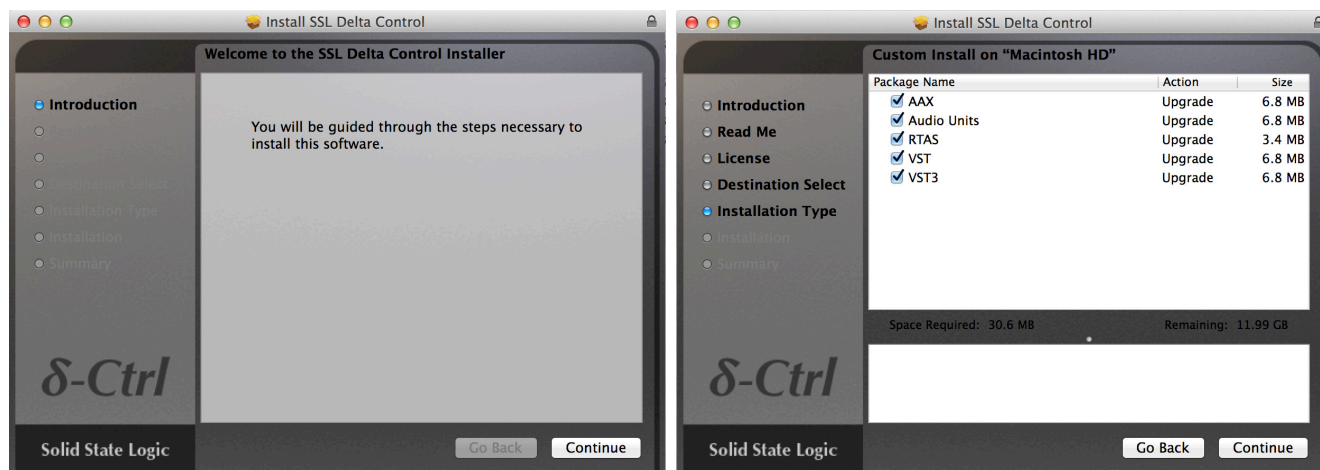 Install SSL Delta Control
Welcome to the SSL Delta Control Installer
Introduction
Destination Select
Installation Type
Installation
Summary
You will be guided through the steps necessary to
install this software.
δ-Ctrl
Solid State Logic
Go Back
Continue
Install SSL Delta Control
Custom Install on “Macintosh HD”
Introduction
Read Me
License
Destination Select
Installation Type
Installation
Summary
Package Name Action Size
AAX Upgrade 6.8 MB
Audio Units Upgrade 6.8 MB
RTAS Upgrade 3.4 MB
VST Upgrade 6.8 MB
VST3 Upgrade 6.8 MB
Space Required: 30.6 MB Remaining: 11.99 GB
δ-Ctrl
Solid State Logic
Go Back
Continue